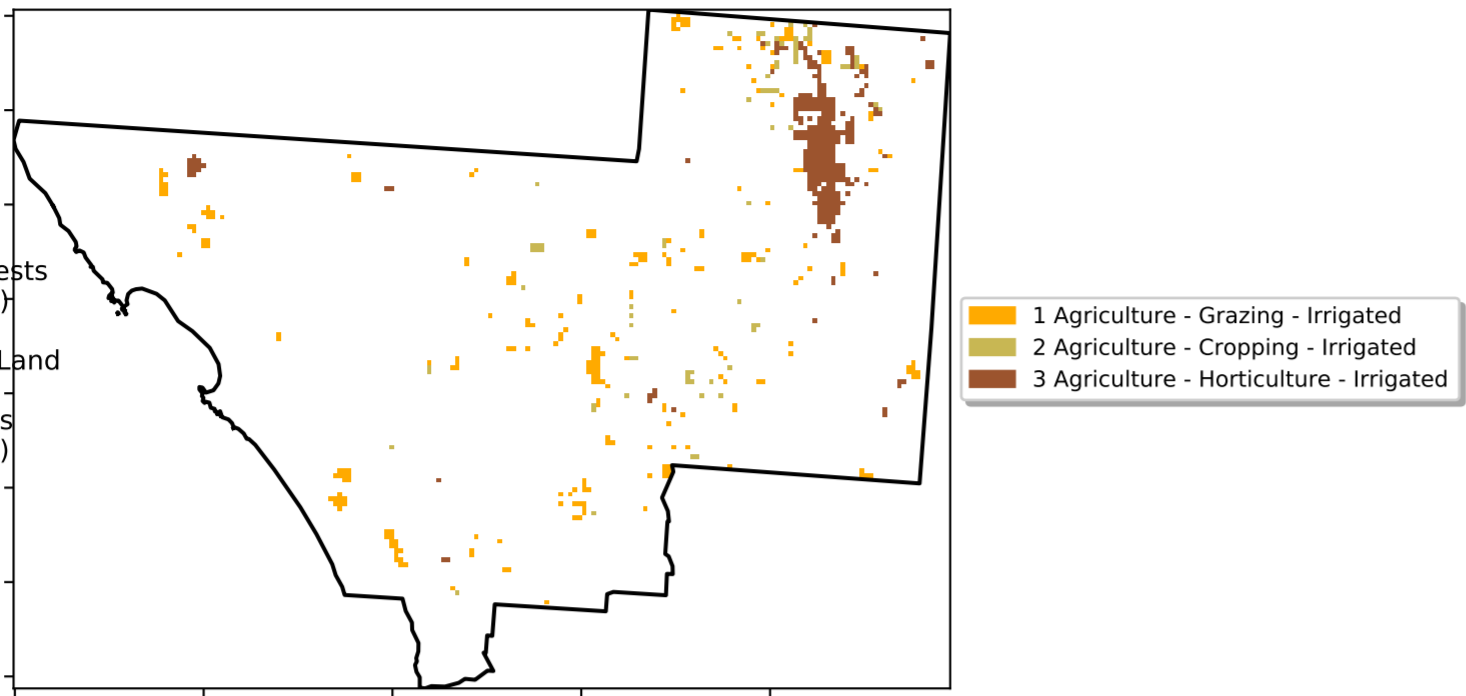 ests
)
Land
s
)
1 Agriculture - Grazing - Irrigated
2 Agriculture - Cropping - Irrigated
3 Agriculture - Horticulture - Irrigated